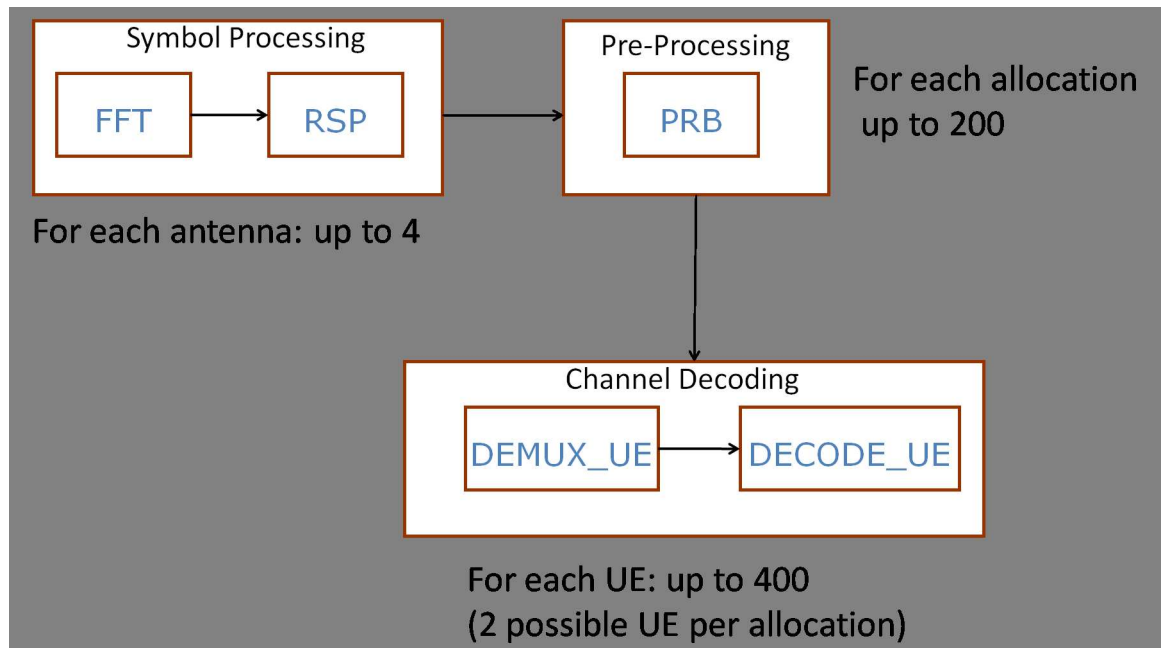 Symbol Processing
FFT
RSP
For each antenna: up to 4
Pre-Processing
PRB
For each allocation
up to 200
Channel Decoding
DEMUX_UE
DECODE_UE
For each UE: up to 400
(2 possible UE per allocation)